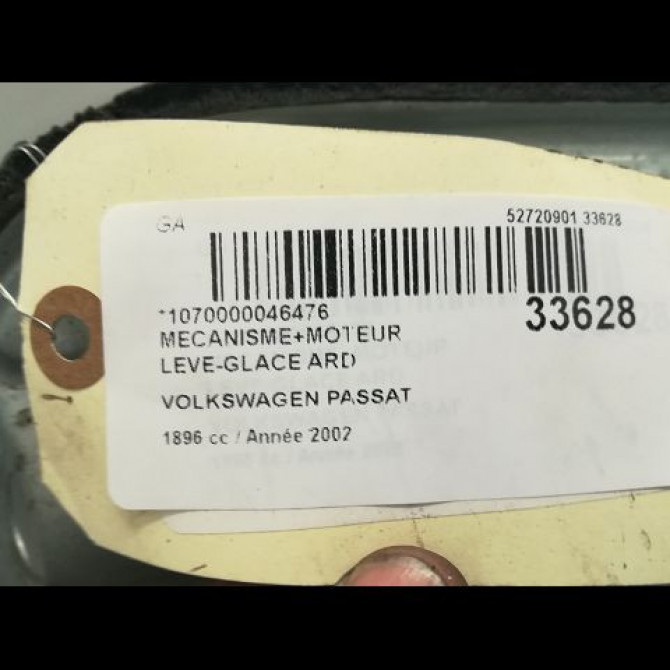 GA
52720901 33628
*1070000046476
33628
MECANISME+MOTEUR
LEVE-GLACE ARD
VOLKSWAGEN PASSAT
1896 cc / Année 2002